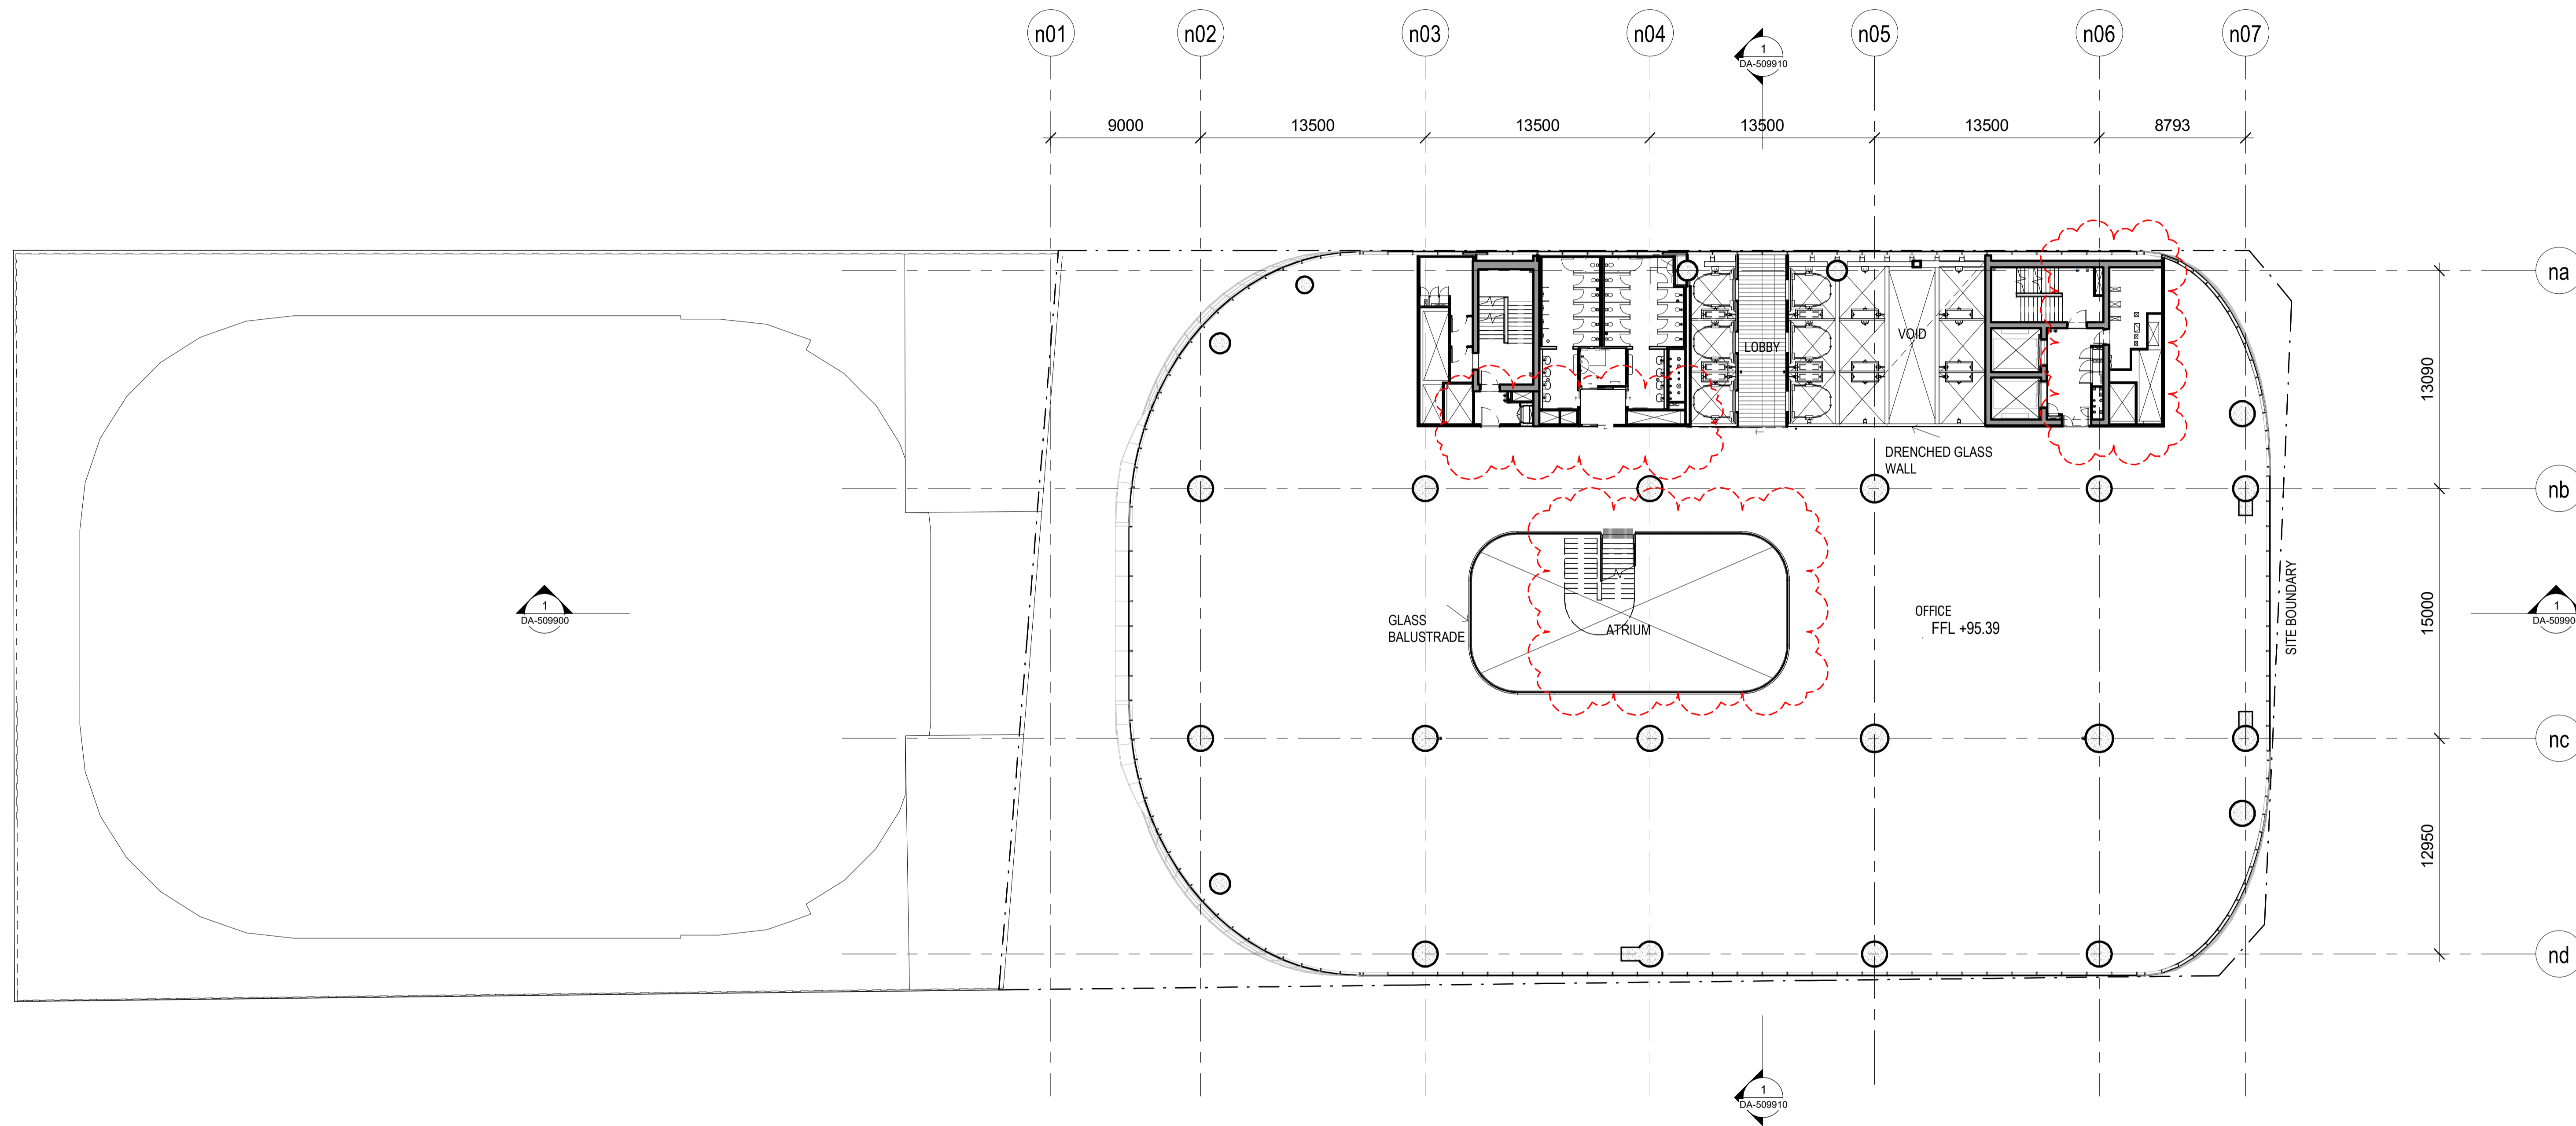 n01 n02 n03 n04 n05 n06 n07
1
DA-509910
9000 13500 13500 13500 13500 8793
na
13090
VOID
LOBBY
DRENCHED GLASS
WALL
nb
SITE BOUNDARY
1
DA-509900
GLASS
BALUSTRADE
ATRIUM
OFFICE
FFL +95.39
15000
1
DA-50990
nc
12950
nd
1
DA-509910